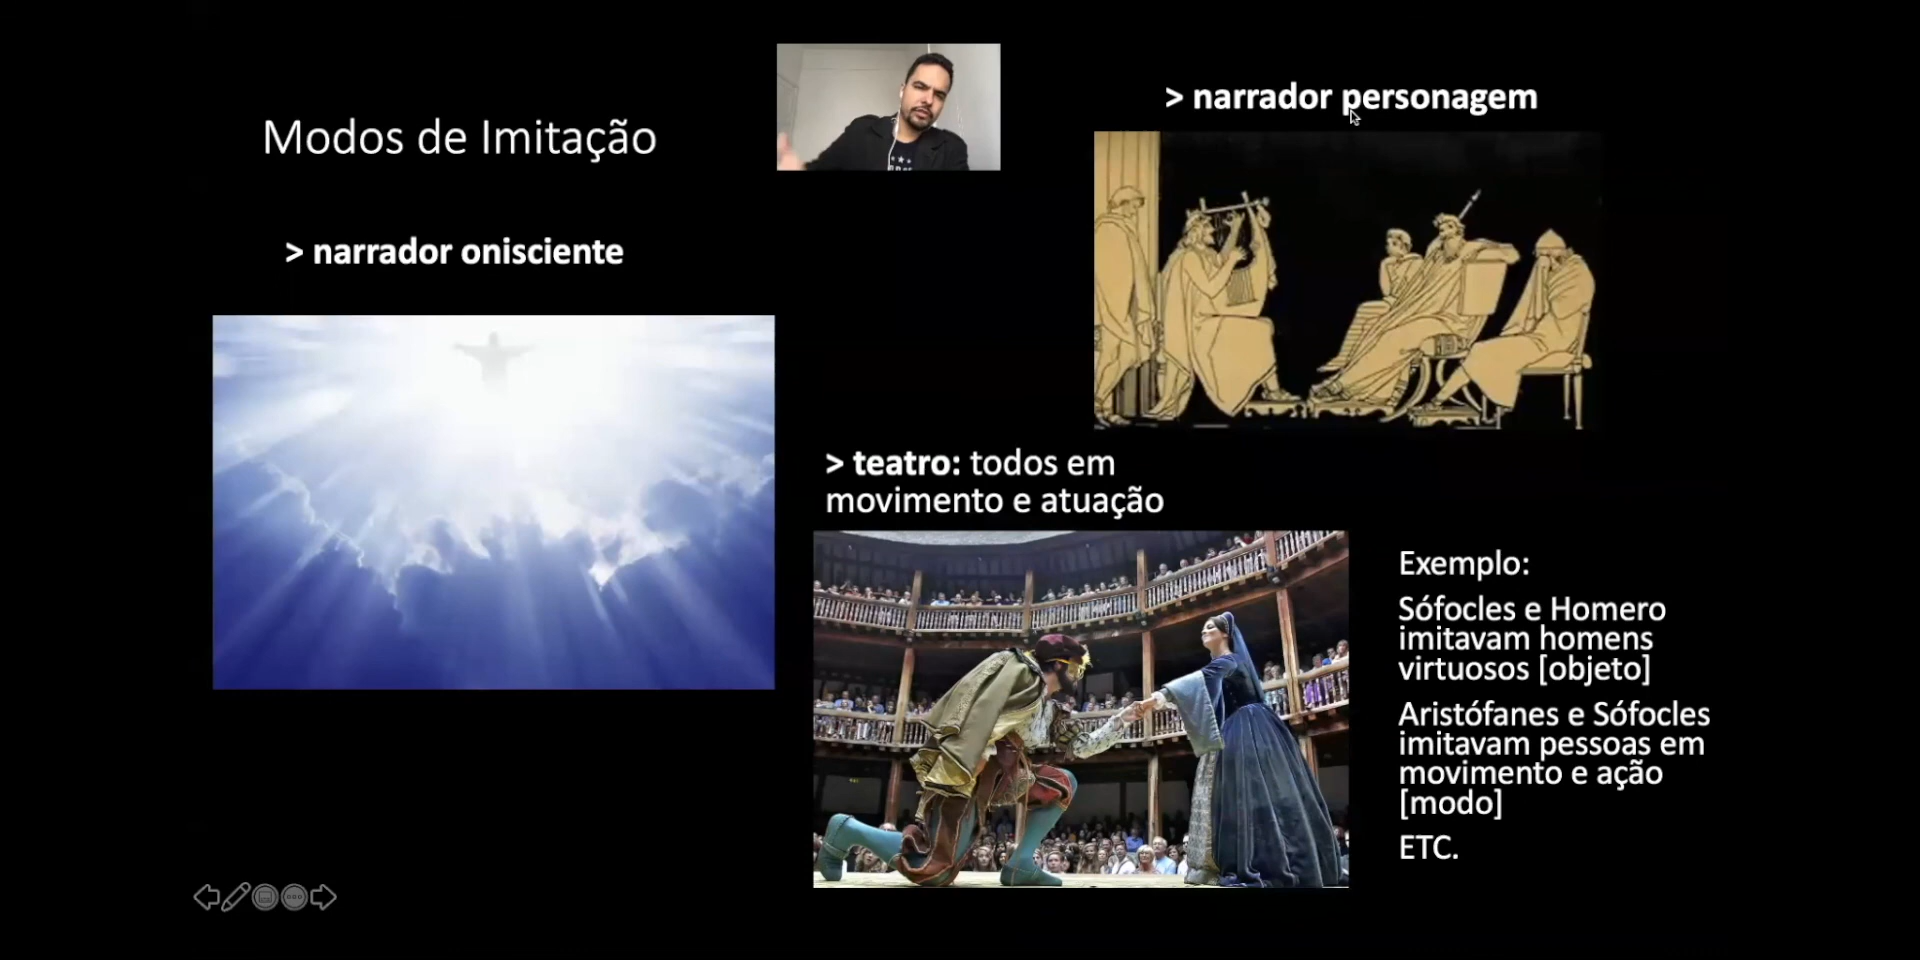 Modos de Imitação
> narrador onisciente
> narrador personagem
> teatro: todos em
movimento e atuação
Exemplo:
Sófocles e Homero
imitavam homens
virtuosos [objeto]
Aristófanes e Sófocles
imitavam pessoas em
movimento e ação
[modo]
ETC.